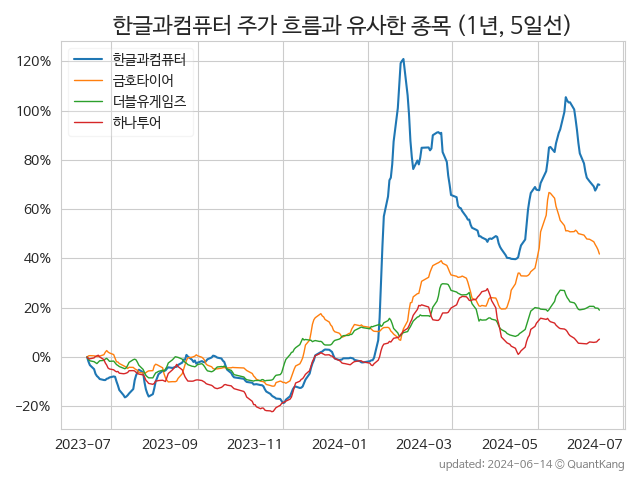 한글과컴퓨터 주가 흐름과 유사한 종목 (1년, 5일선)
한글과컴퓨터
금호타이어
더블유게임즈
하나투어
120%
100%
80%
60%
40%
20%
0%
−20%
2023-07
2023-09
2023-11
2024-01
2024-03
2024-05
2024-07
updated: 2024-06-14 © QuantKang